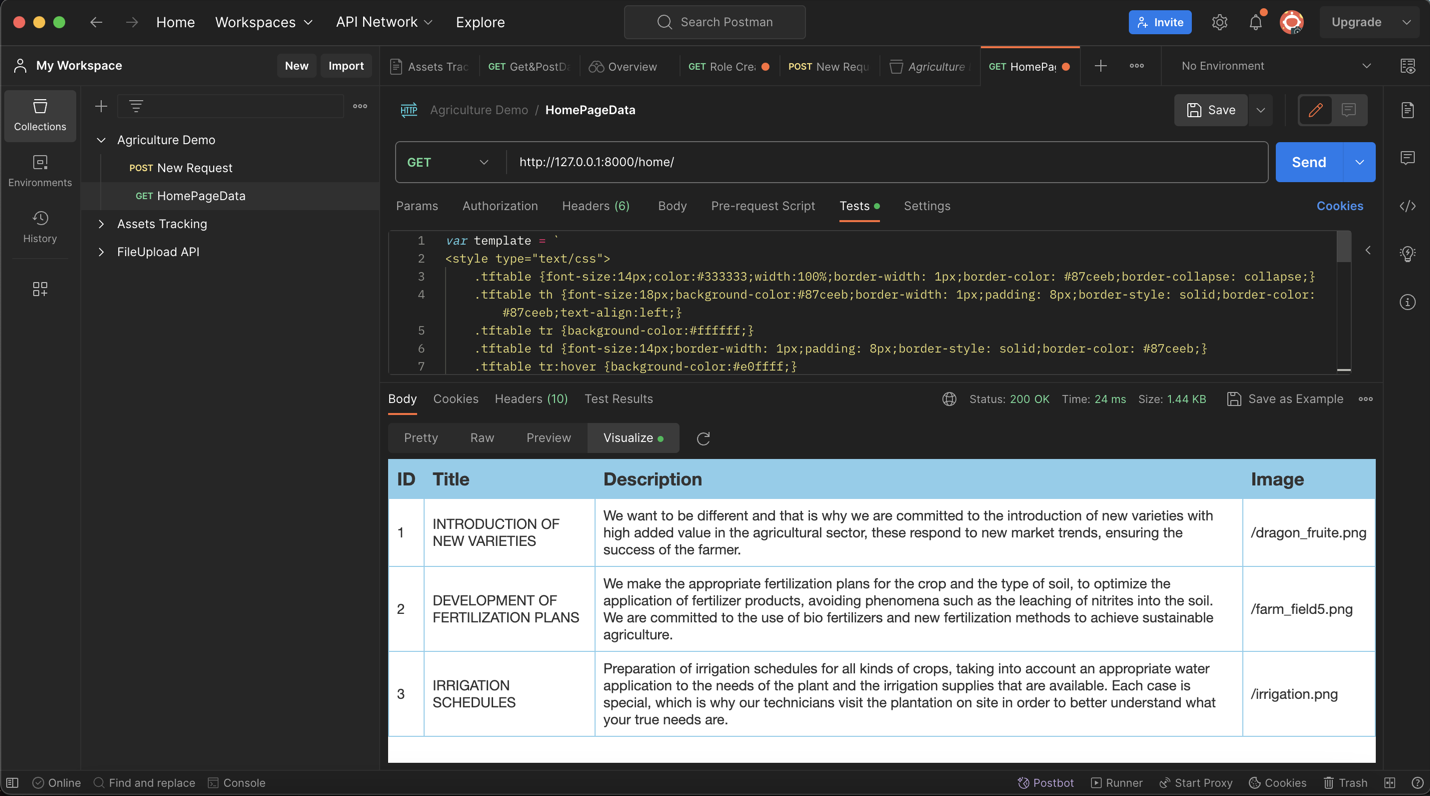 Home Workspaces API Network Explore Search Postman Invite Upgrade
My Workspace New Import Assets Trac GET Get&PostD Overview GET Role Cre POST New Requ Agriculture GET HomePag No Environment
Collections
Environments
History
Agriculture Demo
POST New Request
GET HomePageData
Assets Tracking
FileUpload API
HTTP Agriculture Demo / HomePageData Save
GET http://127.0.0.1:8000/home/ Send
Params Authorization Headers (6) Body Pre-request Script Tests Settings Cookies
1 var template = `
2 <style type="text/css">
3 .tftable {font-size:14px;color:#333333;width:100%;border-width: 1px;border-color: #87ceeb;border-collapse: collapse;}
4 .tftable th {font-size:18px;background-color:#87ceeb;border-width: 1px;padding: 8px;border-style: solid;border-color:
#87ceeb;text-align:left;}
5 .tftable tr {background-color:#ffffff;}
6 .tftable td {font-size:14px;border-width: 1px;padding: 8px;border-style: solid;border-color: #87ceeb;}
7 .tftable tr:hover {background-color:#e0ffff;}
Body Cookies Headers (10) Test Results Status: 200 OK Time: 24 ms Size: 1.44 KB Save as Example
Pretty Raw Preview Visualize
ID Title Description Image
1
INTRODUCTION OF
NEW VARIETIES
We want to be different and that is why we are committed to the introduction of new varieties with
high added value in the agricultural sector, these respond to new market trends, ensuring the
success of the farmer.
/dragon_fruite.png
2
DEVELOPMENT OF
FERTILIZATION PLANS
We make the appropriate fertilization plans for the crop and the type of soil, to optimize the
application of fertilizer products, avoiding phenomena such as the leaching of nitrites into the soil.
We are committed to the use of bio fertilizers and new fertilization methods to achieve sustainable
agriculture.
/farm_field5.png
3
IRRIGATION
SCHEDULES
Preparation of irrigation schedules for all kinds of crops, taking into account an appropriate water
application to the needs of the plant and the irrigation supplies that are available. Each case is
special, which is why our technicians visit the plantation on site in order to better understand what
your true needs are.
/irrigation.png
Online Find and replace Console Postbot Runner Start Proxy Cookies Trash